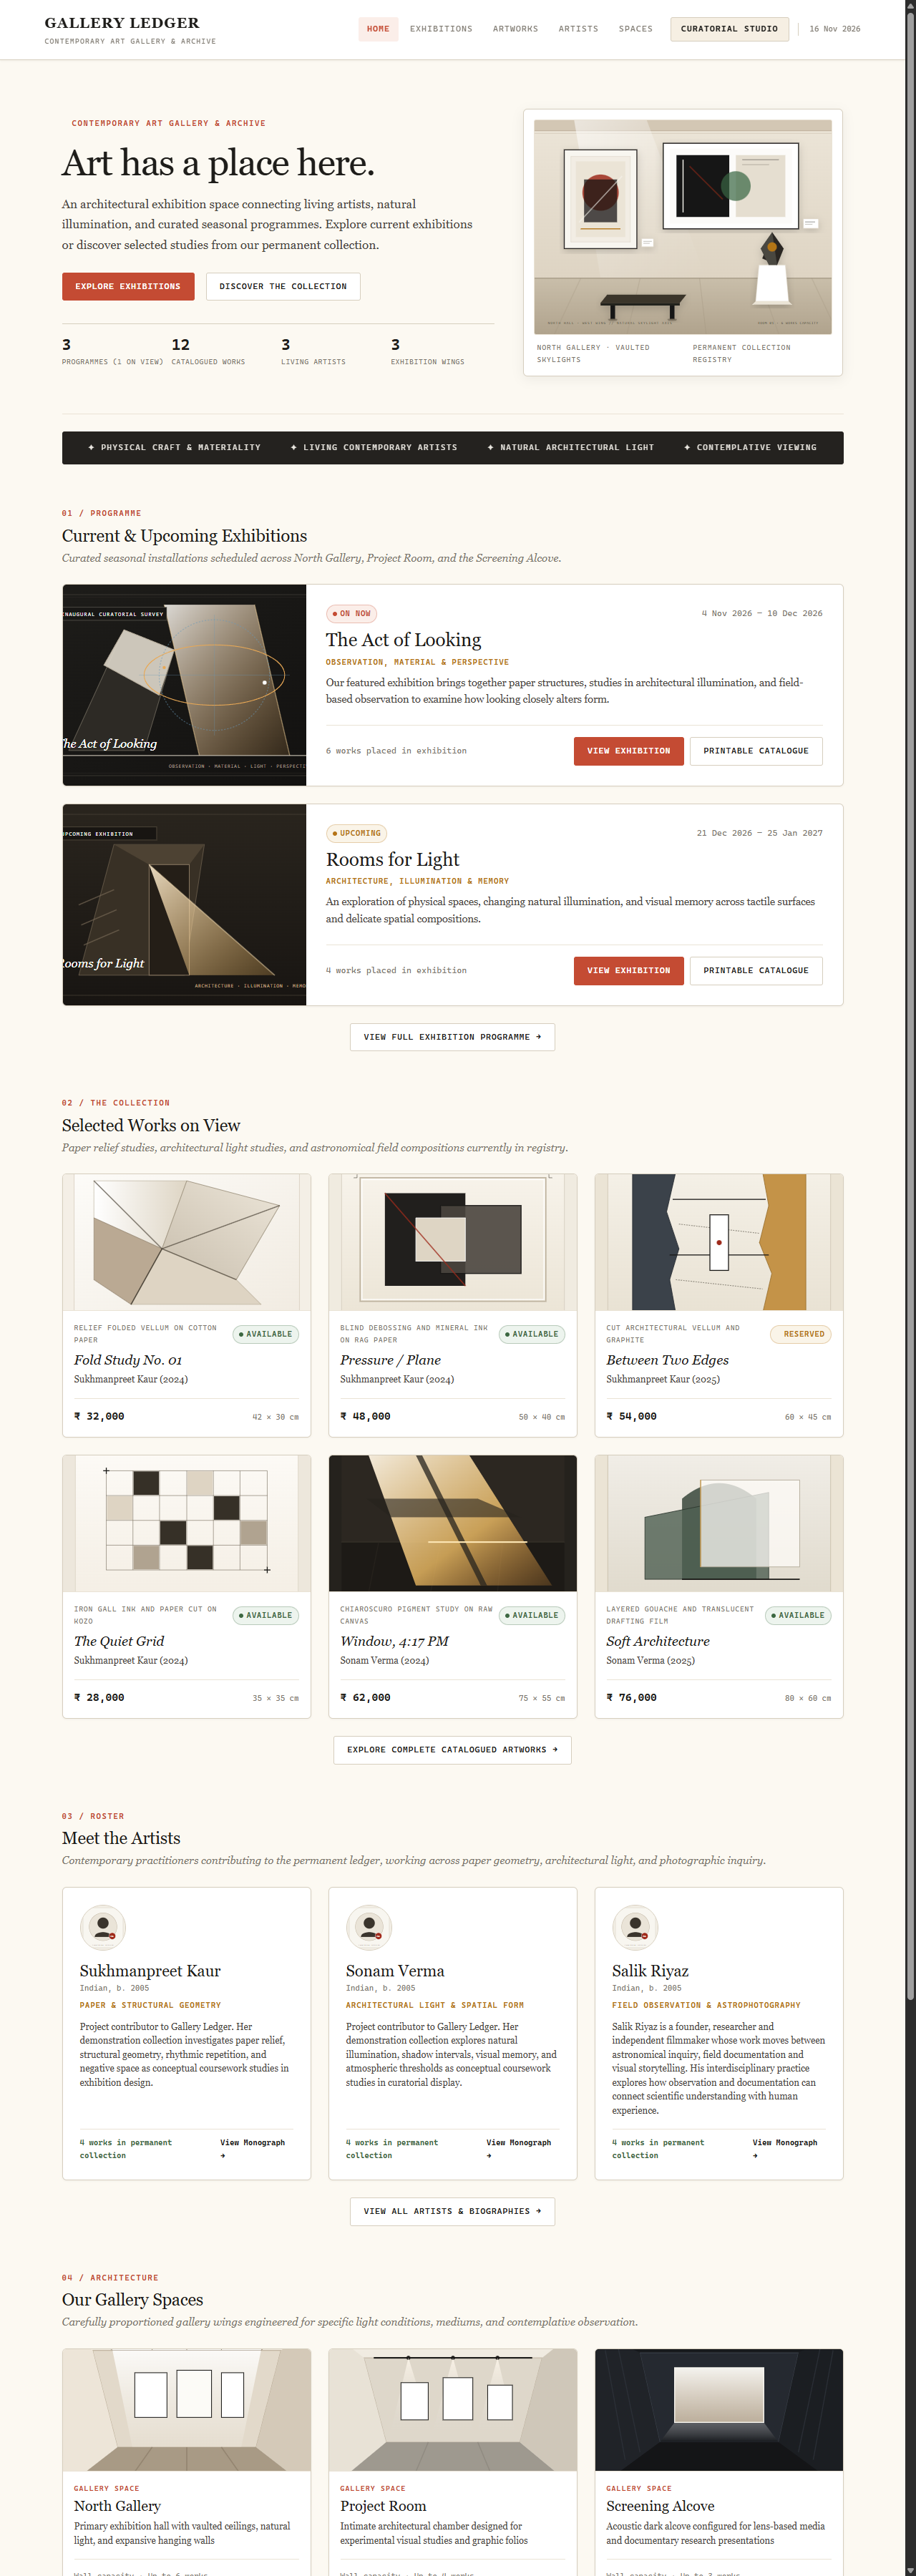 GALLERY LEDGER
CONTEMPORARY ART GALLERY & ARCHIVE
HOME EXHIBITIONS ARTWORKS ARTISTS SPACES CURATORIAL STUDIO 16 Nov 2026
CONTEMPORARY ART GALLERY & ARCHIVE
Art has a place here.
An architectural exhibition space connecting living artists, natural
illumination, and curated seasonal programmes. Explore current exhibitions
or discover selected studies from our permanent collection.
EXPLORE EXHIBITIONS DISCOVER THE COLLECTION
3 12 3 3
PROGRAMMES (1 ON VIEW) CATALOGUED WORKS LIVING ARTISTS EXHIBITION WINGS
NORTH GALLERY · VAULTED
SKYLIGHTS
PERMANENT COLLECTION
REGISTRY
✦ PHYSICAL CRAFT & MATERIALITY ✦ LIVING CONTEMPORARY ARTISTS ✦ NATURAL ARCHITECTURAL LIGHT ✦ CONTEMPLATIVE VIEWING
01 / PROGRAMME
Current & Upcoming Exhibitions
Curated seasonal installations scheduled across North Gallery, Project Room, and the Screening Alcove.
NAUGURAL CURATORIAL SURVEY
The Act of Looking
OBSERVATION · MATERIAL · LIGHT · PERSPECTI
● ON NOW 4 Nov 2026 — 10 Dec 2026
The Act of Looking
OBSERVATION, MATERIAL & PERSPECTIVE
Our featured exhibition brings together paper structures, studies in architectural illumination, and field-
based observation to examine how looking closely alters form.
6 works placed in exhibition VIEW EXHIBITION PRINTABLE CATALOGUE
UPCOMING EXHIBITION
Rooms for Light
ARCHITECTURE · ILLUMINATION · MEMO
● UPCOMING 21 Dec 2026 — 25 Jan 2027
Rooms for Light
ARCHITECTURE, ILLUMINATION & MEMORY
An exploration of physical spaces, changing natural illumination, and visual memory across tactile surfaces
and delicate spatial compositions.
4 works placed in exhibition VIEW EXHIBITION PRINTABLE CATALOGUE
VIEW FULL EXHIBITION PROGRAMME →
02 / THE COLLECTION
Selected Works on View
Paper relief studies, architectural light studies, and astronomical field compositions currently in registry.
RELIEF FOLDED VELLUM ON COTTON
PAPER
● AVAILABLE
Fold Study No. 01
Sukhmanpreet Kaur (2024)
₹ 32,000 42 × 30 cm
BLIND DEBOSSING AND MINERAL INK
ON RAG PAPER
● AVAILABLE
Pressure / Plane
Sukhmanpreet Kaur (2024)
₹ 48,000 50 × 40 cm
CUT ARCHITECTURAL VELLUM AND
GRAPHITE
RESERVED
Between Two Edges
Sukhmanpreet Kaur (2025)
₹ 54,000 60 × 45 cm
IRON GALL INK AND PAPER CUT ON
KOZO
● AVAILABLE
The Quiet Grid
Sukhmanpreet Kaur (2024)
₹ 28,000 35 × 35 cm
CHIAROSCURO PIGMENT STUDY ON RAW
CANVAS
● AVAILABLE
Window, 4:17 PM
Sonam Verma (2024)
₹ 62,000 75 × 55 cm
LAYERED GOUACHE AND TRANSLUCENT
DRAFTING FILM
● AVAILABLE
Soft Architecture
Sonam Verma (2025)
₹ 76,000 80 × 60 cm
EXPLORE COMPLETE CATALOGUED ARTWORKS →
03 / ROSTER
Meet the Artists
Contemporary practitioners contributing to the permanent ledger, working across paper geometry, architectural light, and photographic inquiry.
Sukhmanpreet Kaur
Indian, b. 2005
PAPER & STRUCTURAL GEOMETRY
Project contributor to Gallery Ledger. Her
demonstration collection investigates paper relief,
structural geometry, rhythmic repetition, and
negative space as conceptual coursework studies in
exhibition design.
4 works in permanent
collection
View Monograph
→
Sonam Verma
Indian, b. 2005
ARCHITECTURAL LIGHT & SPATIAL FORM
Project contributor to Gallery Ledger. Her
demonstration collection explores natural
illumination, shadow intervals, visual memory, and
atmospheric thresholds as conceptual coursework
studies in curatorial display.
4 works in permanent
collection
View Monograph
→
Salik Riyaz
Indian, b. 2005
FIELD OBSERVATION & ASTROPHOTOGRAPHY
Salik Riyaz is a founder, researcher and
independent filmmaker whose work moves between
astronomical inquiry, field documentation and
visual storytelling. His interdisciplinary practice
explores how observation and documentation can
connect scientific understanding with human
experience.
4 works in permanent
collection
View Monograph
→
VIEW ALL ARTISTS & BIOGRAPHIES →
04 / ARCHITECTURE
Our Gallery Spaces
Carefully proportioned gallery wings engineered for specific light conditions, mediums, and contemplative observation.
GALLERY SPACE
North Gallery
Primary exhibition hall with vaulted ceilings, natural
light, and expansive hanging walls
GALLERY SPACE
Project Room
Intimate architectural chamber designed for
experimental visual studies and graphic folios
GALLERY SPACE
Screening Alcove
Acoustic dark alcove configured for lens-based media
and documentary research presentations